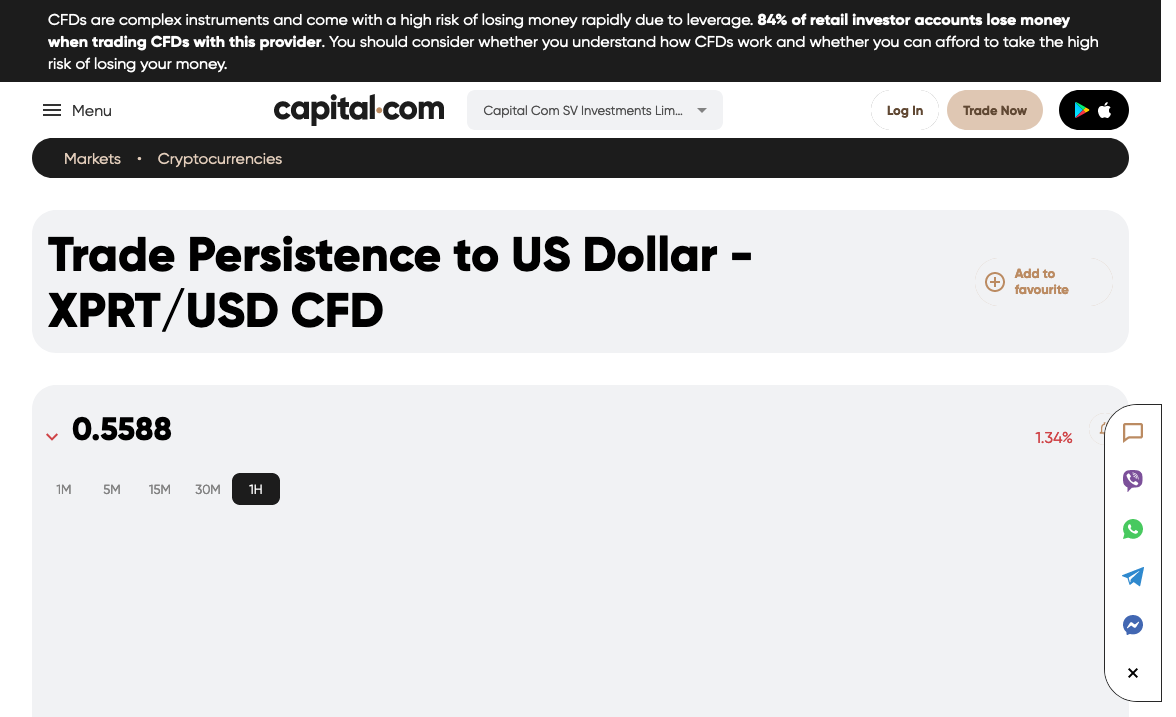 CFDs are complex instruments and come with a high risk of losing money rapidly due to leverage. 84% of retail investor accounts lose money
when trading CFDs with this provider. You should consider whether you understand how CFDs work and whether you can afford to take the high
risk of losing your money.
Menu
capital.com
Capital Com SV Investments Lim...
Log In
Trade Now
Markets • Cryptocurrencies
Trade Persistence to US Dollar -
XPRT/USD CFD
Add to
favourite
0.5588
1.34%
1M 5M 15M 30M 1H